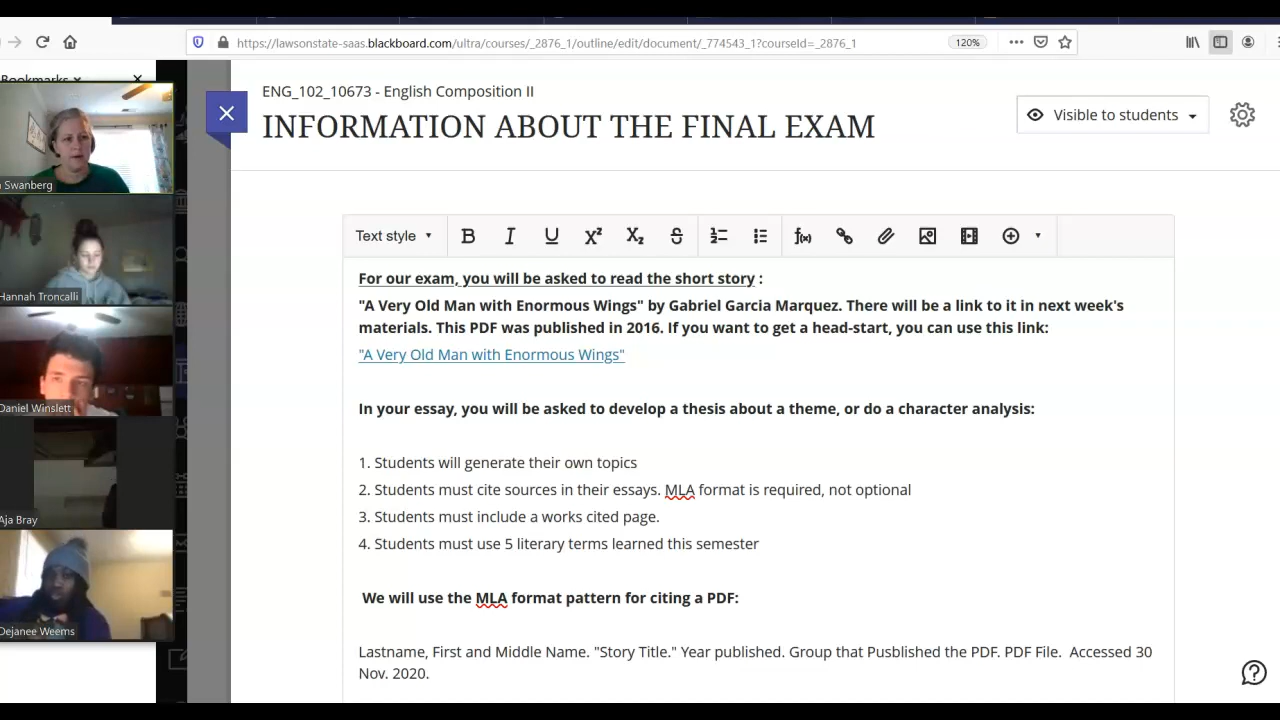 https://lawsonstate-saas.blackboard.com/ultra/courses/_2876_1/outline/edit/document/_774543_1?courseId=_2876_1
120%
Bookmarks
ENG_102_10673 - English Composition II
INFORMATION ABOUT THE FINAL EXAM
Visible to students
Swanberg
Hannah Troncalli
Daniel Winslett
Aja Bray
Dejanee Weems
Text style B I U X² X₂ S f(x)
For our exam, you will be asked to read the short story :
"A Very Old Man with Enormous Wings" by Gabriel Garcia Marquez. There will be a link to it in next week's
materials. This PDF was published in 2016. If you want to get a head-start, you can use this link:
"A Very Old Man with Enormous Wings"
In your essay, you will be asked to develop a thesis about a theme, or do a character analysis:
1. Students will generate their own topics
2. Students must cite sources in their essays. MLA format is required, not optional
3. Students must include a works cited page.
4. Students must use 5 literary terms learned this semester
We will use the MLA format pattern for citing a PDF:
Lastname, First and Middle Name. "Story Title." Year published. Group that Pusblished the PDF. PDF File. Accessed 30
Nov. 2020.